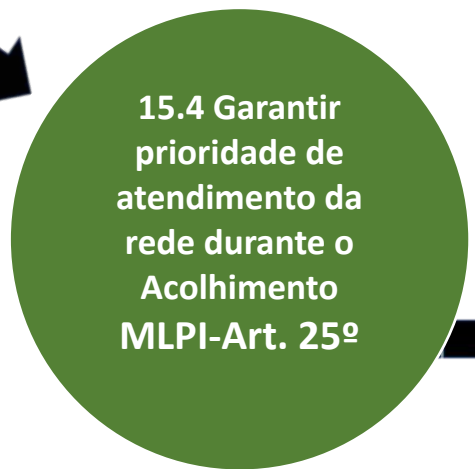 15.4 Garantir
prioridade de
atendimento da
rede durante o
Acolhimento
MLPI-Art. 25º